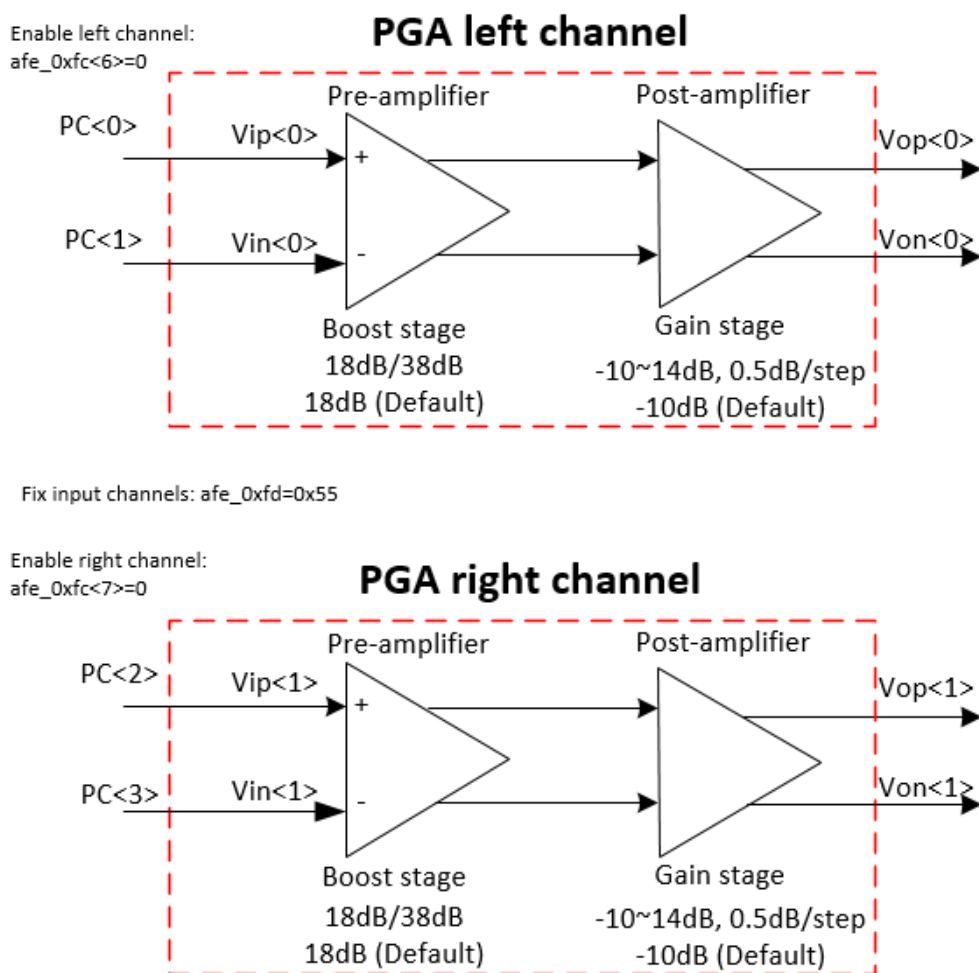 Enable left channel:
afe_0xfc<6>=0
PGA left channel
Pre-amplifier
Post-amplifier
PC<0>
Vip<0>
+
Vop<0>
PC<1>
Vin<0>
-
Von<0>
Boost stage
18dB/38dB
18dB (Default)
Gain stage
-10~14dB, 0.5dB/step
-10dB (Default)
Fix input channels: afe_0xfd=0x55
Enable right channel:
afe_0xfc<7>=0
PGA right channel
Pre-amplifier
Post-amplifier
PC<2>
Vip<1>
+
Vop<1>
PC<3>
Vin<1>
-
Von<1>
Boost stage
18dB/38dB
18dB (Default)
Gain stage
-10~14dB, 0.5dB/step
-10dB (Default)